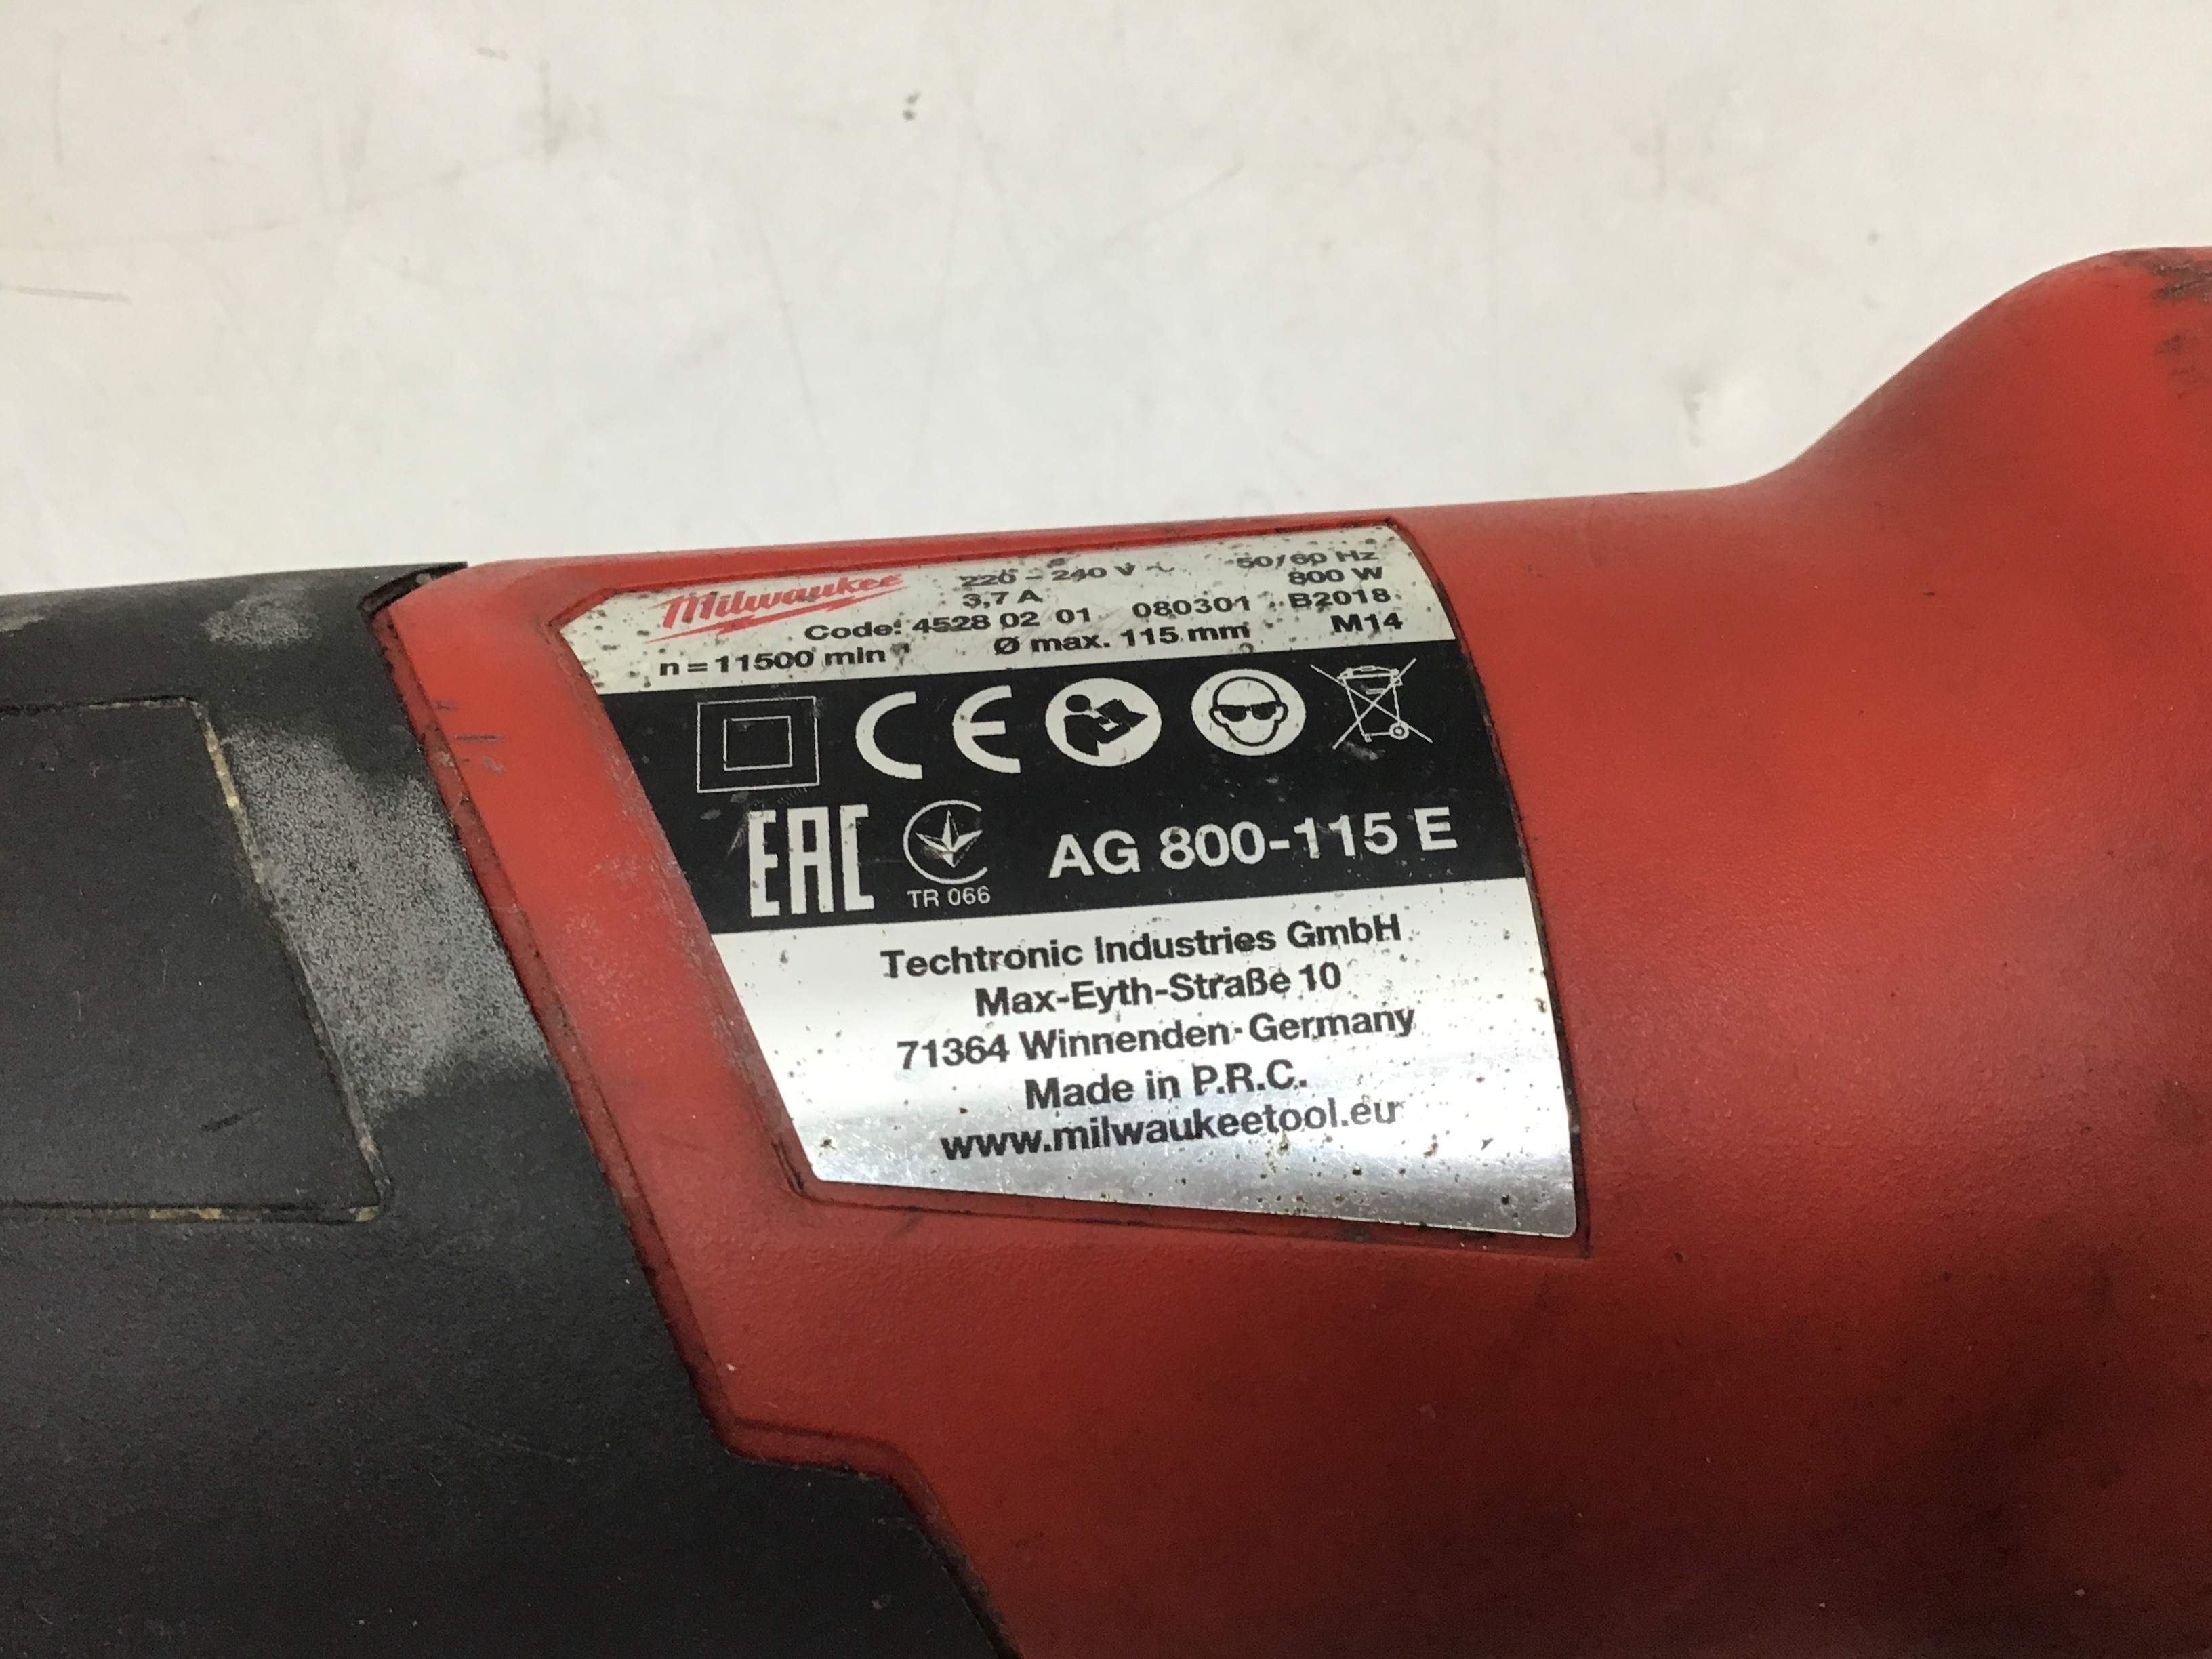 Milwaukee 220 - 240 V ~ 50/60 Hz
3,7 A 800 W
Code: 4528 02 01 080301 B2018
n = 11500 min⁻¹ Ø max. 115 mm M14
CE
EAC TR 066 AG 800-115 E
Techtronic Industries GmbH
Max-Eyth-Straße 10
71364 Winnenden·Germany
Made in P.R.C.
www.milwaukeetool.eu